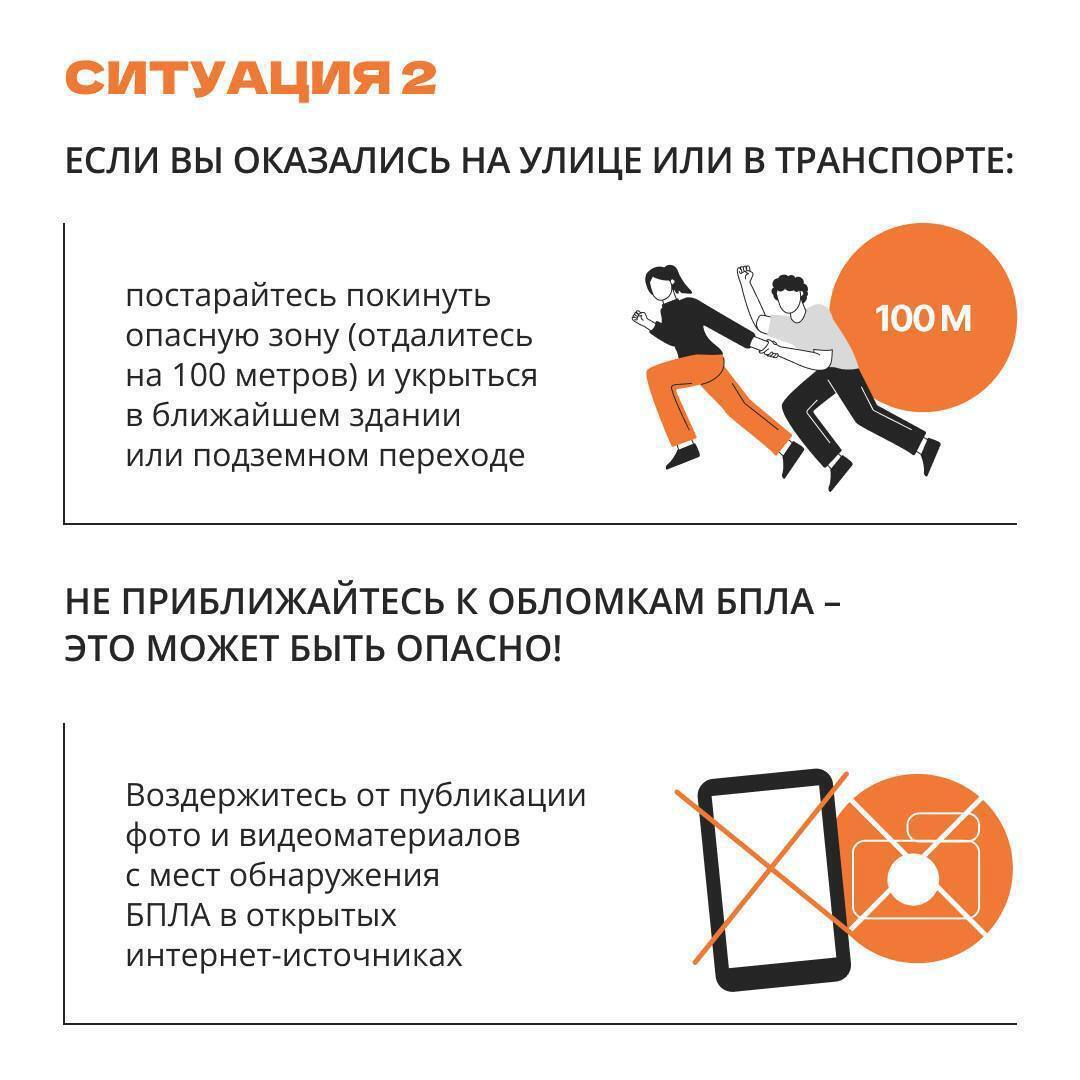 СИТУАЦИЯ 2
ЕСЛИ ВЫ ОКАЗАЛИСЬ НА УЛИЦЕ ИЛИ В ТРАНСПОРТЕ:
постарайтесь покинуть
опасную зону (отдалитесь
на 100 метров) и укрыться
в ближайшем здании
или подземном переходе
100 М
НЕ ПРИБЛИЖАЙТЕСЬ К ОБЛОМКАМ БПЛА –
ЭТО МОЖЕТ БЫТЬ ОПАСНО!
Воздержитесь от публикации
фото и видеоматериалов
с мест обнаружения
БПЛА в открытых
интернет-источниках